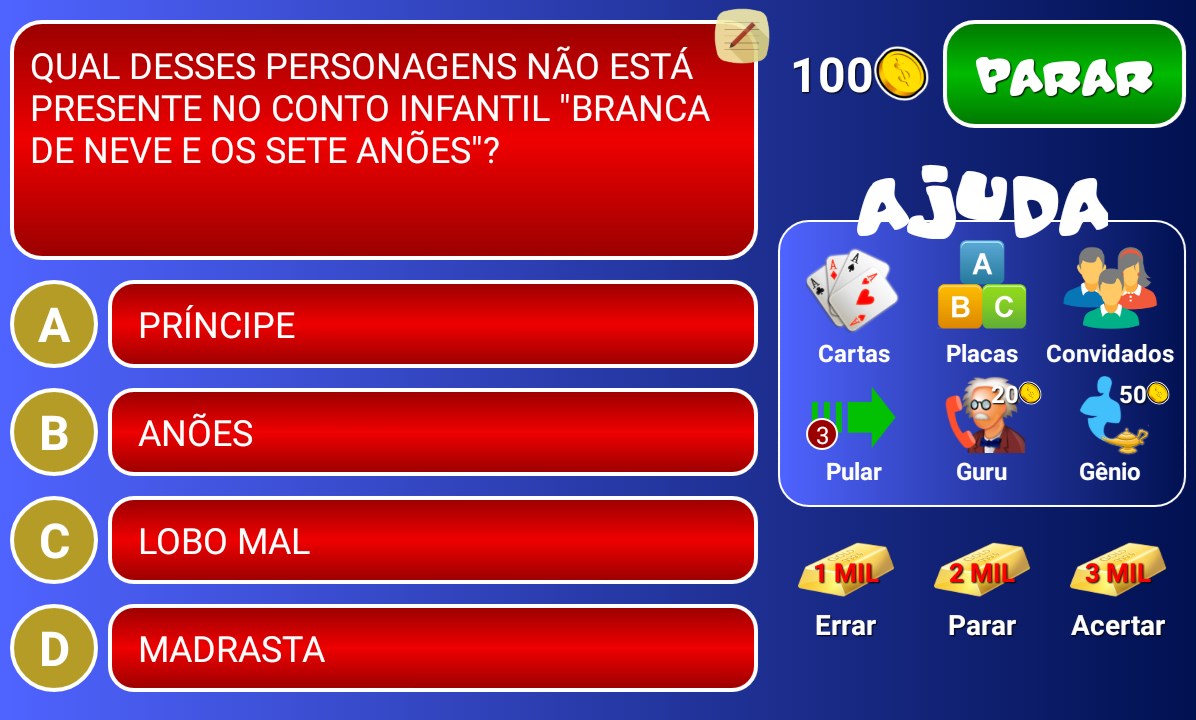 QUAL DESSES PERSONAGENS NÃO ESTÁ
PRESENTE NO CONTO INFANTIL "BRANCA
DE NEVE E OS SETE ANÕES"?
100
PARAR
AJUDA
A
PRÍNCIPE
B
ANÕES
C
LOBO MAL
D
MADRASTA
A
B C
Cartas
Placas
Convidados
3
20
50
Pular
Guru
Gênio
1 MIL
2 MIL
3 MIL
Errar
Parar
Acertar